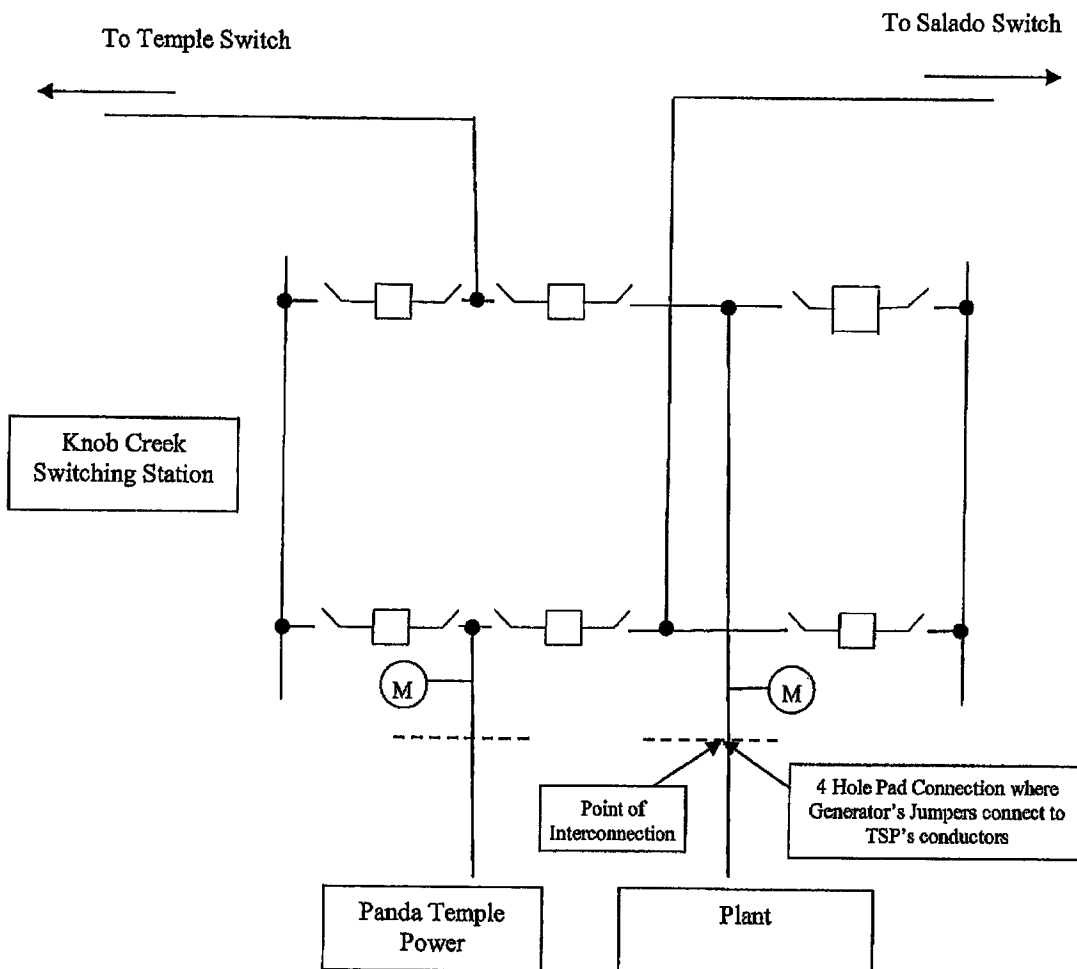 To Temple Switch
To Salado Switch
Knob Creek
Switching Station
M
M
Point of
Interconnection
4 Hole Pad Connection where
Generator's Jumpers connect to
TSP's conductors
Panda Temple
Power
Plant